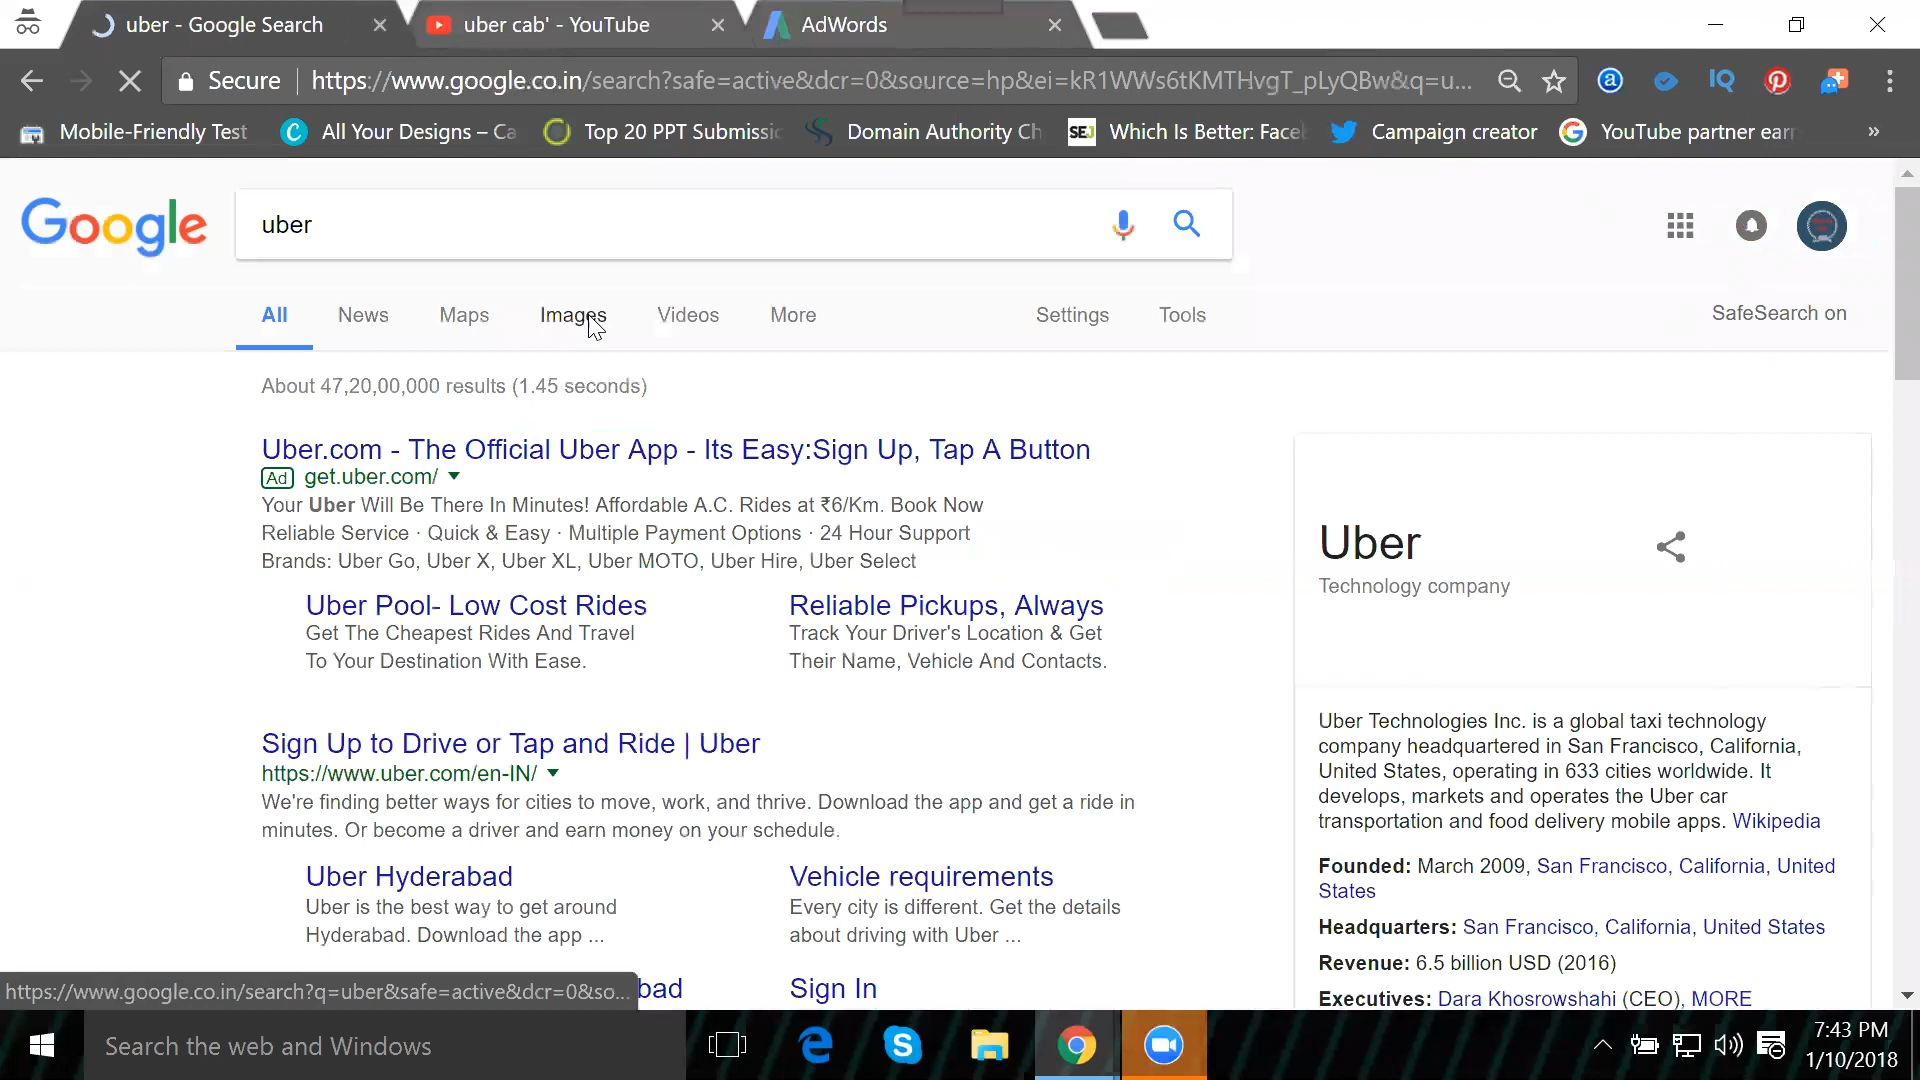 uber - Google Search
uber cab' - YouTube
AdWords
Secure
https://www.google.co.in/search?safe=active&dcr=0&source=hp&ei=kR1WWs6tKMTHvgT_pLyQBw&q=u...
Mobile-Friendly Test
All Your Designs – Ca
Top 20 PPT Submissic
Domain Authority Ch
SEJ
Which Is Better: Face
Campaign creator
YouTube partner earr
»
Google
uber
All
News
Maps
Images
Videos
More
Settings
Tools
SafeSearch on
About 47,20,00,000 results (1.45 seconds)
Uber.com - The Official Uber App - Its Easy:Sign Up, Tap A Button
Ad get.uber.com/
Your Uber Will Be There In Minutes! Affordable A.C. Rides at ₹6/Km. Book Now
Reliable Service · Quick & Easy · Multiple Payment Options · 24 Hour Support
Brands: Uber Go, Uber X, Uber XL, Uber MOTO, Uber Hire, Uber Select
Uber Pool- Low Cost Rides
Get The Cheapest Rides And Travel
To Your Destination With Ease.
Reliable Pickups, Always
Track Your Driver's Location & Get
Their Name, Vehicle And Contacts.
Sign Up to Drive or Tap and Ride | Uber
https://www.uber.com/en-IN/
We're finding better ways for cities to move, work, and thrive. Download the app and get a ride in
minutes. Or become a driver and earn money on your schedule.
Uber Hyderabad
Uber is the best way to get around
Hyderabad. Download the app ...
Vehicle requirements
Every city is different. Get the details
about driving with Uber ...
bad
Sign In
Uber
Technology company
Uber Technologies Inc. is a global taxi technology
company headquartered in San Francisco, California,
United States, operating in 633 cities worldwide. It
develops, markets and operates the Uber car
transportation and food delivery mobile apps. Wikipedia
Founded: March 2009, San Francisco, California, United
States
Headquarters: San Francisco, California, United States
Revenue: 6.5 billion USD (2016)
Executives: Dara Khosrowshahi (CEO), MORE
https://www.google.co.in/search?q=uber&safe=active&dcr=0&so...
Search the web and Windows
7:43 PM
1/10/2018